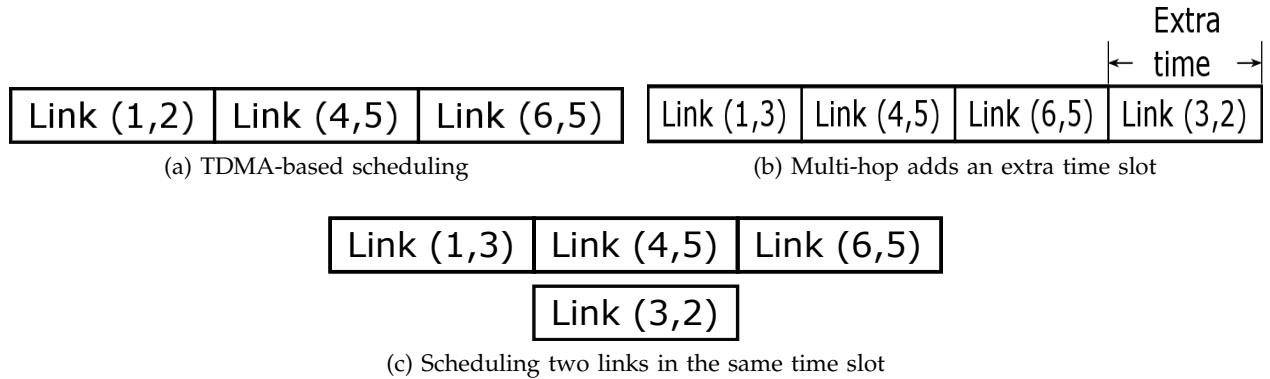 Link (1,2) Link (4,5) Link (6,5)
(a) TDMA-based scheduling
Extra
time
Link (1,3) Link (4,5) Link (6,5) Link (3,2)
(b) Multi-hop adds an extra time slot
Link (1,3) Link (4,5) Link (6,5)
Link (3,2)
(c) Scheduling two links in the same time slot